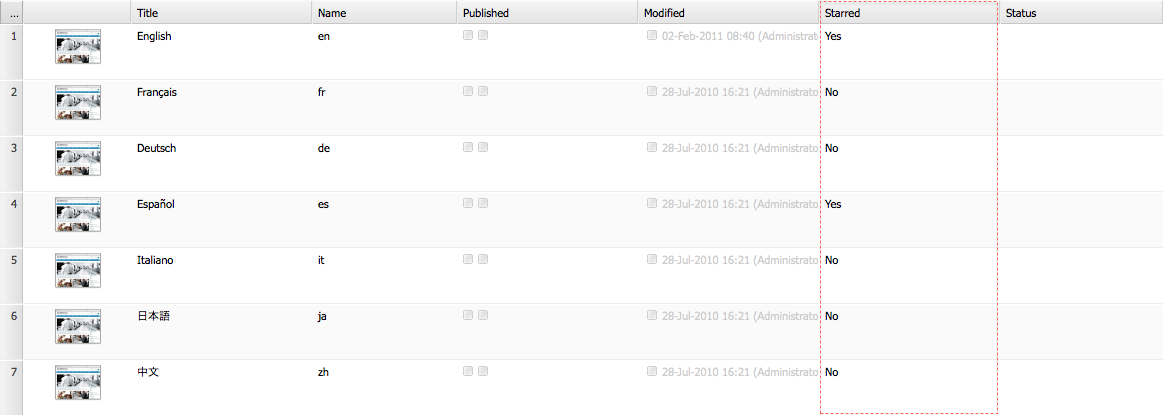 ... Title Name Published Modified Starred Status
1 English en 02-Feb-2011 08:40 (Administrat Yes
2 Français fr 28-Jul-2010 16:21 (Administrato No
3 Deutsch de 28-Jul-2010 16:21 (Administrato No
4 Español es 28-Jul-2010 16:21 (Administrato Yes
5 Italiano it 28-Jul-2010 16:21 (Administrato No
6 日本語 ja 28-Jul-2010 16:21 (Administrato No
7 中文 zh 28-Jul-2010 16:21 (Administrato No